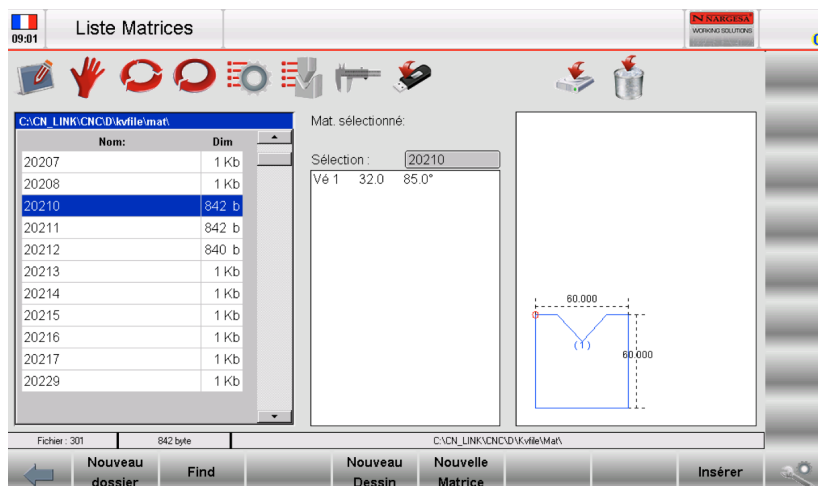 09:01
Liste Matrices
NARGESA
WORKING SOLUTIONS
C:\CN_LINK\CNC\D\kvfile\mat\
Nom: Dim
20207 1 Kb
20208 1 Kb
20210 842 b
20211 842 b
20212 840 b
20213 1 Kb
20214 1 Kb
20215 1 Kb
20216 1 Kb
20217 1 Kb
20229 1 Kb
Mat. sélectionné:
Sélection : 20210
Vé 1 32.0 85.0°
60.000
(1)
60.000
Fichier : 301 842 byte C:\CN_LINK\CNC\D\Kvfile\Mat\
Nouveau dossier
Find
Nouveau Dessin
Nouvelle Matrice
Insérer